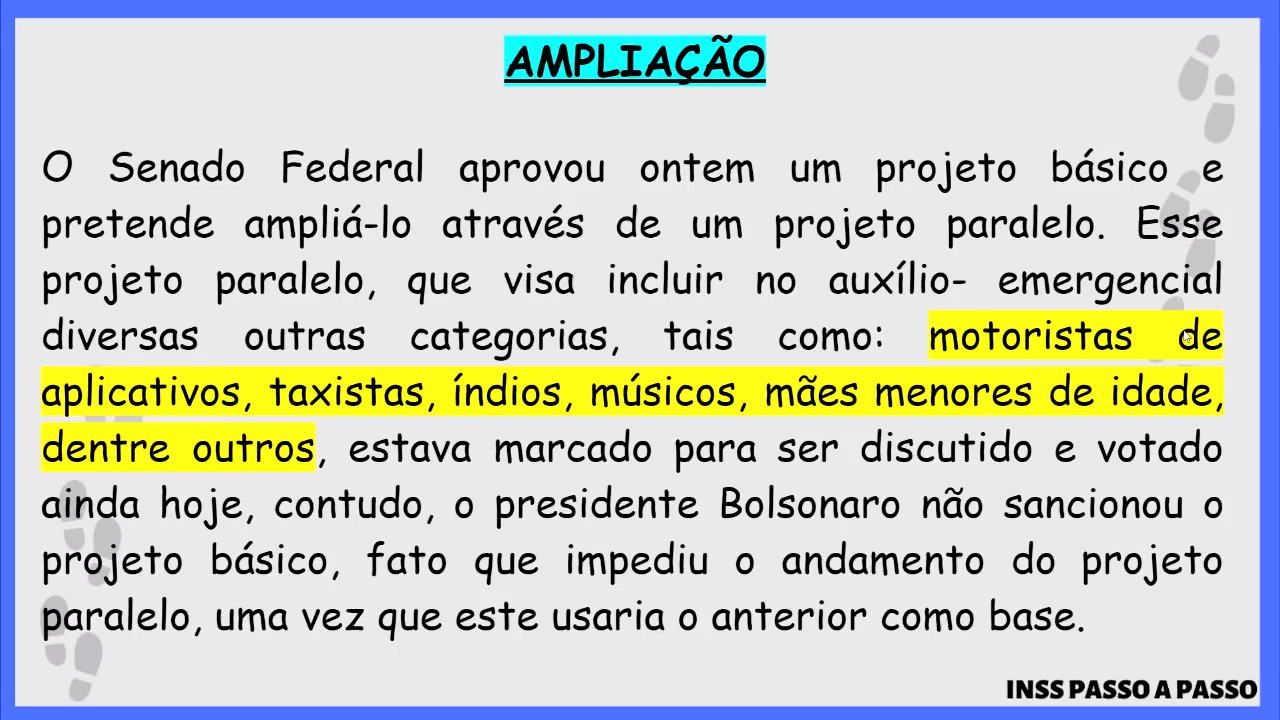 AMPLIAÇÃO
O Senado Federal aprovou ontem um projeto básico e
pretende ampliá-lo através de um projeto paralelo. Esse
projeto paralelo, que visa incluir no auxílio- emergencial
diversas outras categorias, tais como: motoristas de
aplicativos, taxistas, índios, músicos, mães menores de idade,
dentre outros, estava marcado para ser discutido e votado
ainda hoje, contudo, o presidente Bolsonaro não sancionou o
projeto básico, fato que impediu o andamento do projeto
paralelo, uma vez que este usaria o anterior como base.
INSS PASSO A PASSO